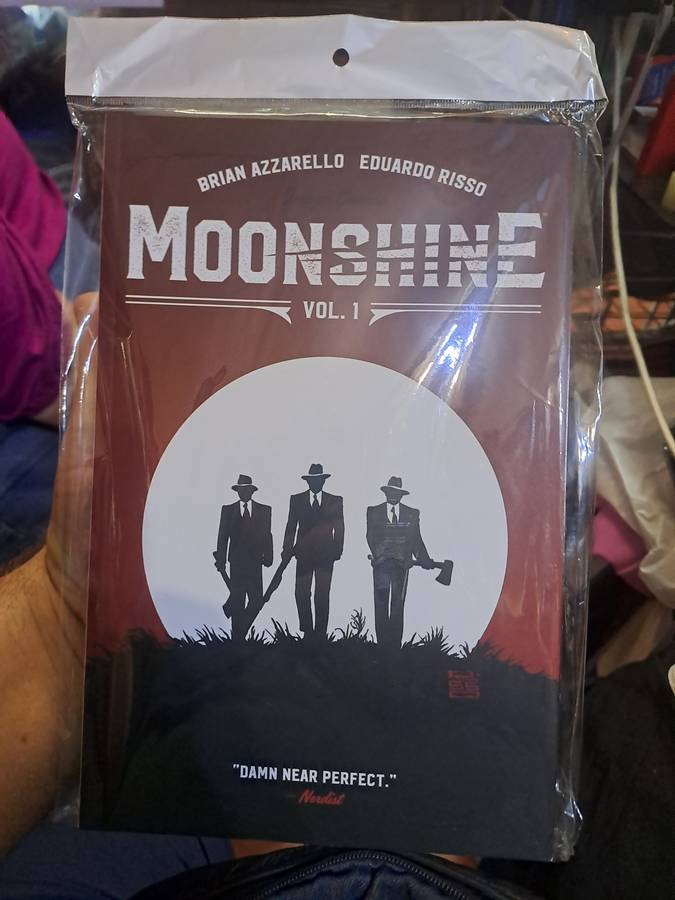 BRIAN AZZARELLO EDUARDO RISSO
MOONSHINE
VOL. 1
"DAMN NEAR PERFECT."
— Nerdist